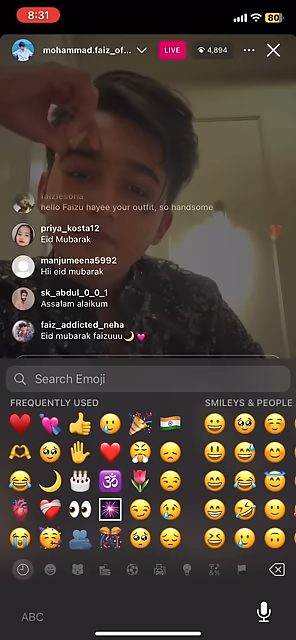 8:31
80
mohammad.faiz_of...
LIVE
4,894
faiziesona
hello Faizu hayee your outfit, so handsome
priya_kosta12
Eid Mubarak
manjumeena5992
Hii eid mubarak
sk_abdul_0_0_1
Assalam alaikum
faiz_addicted_neha
Eid mubarak faizuuu🌙💓
Search Emoji
FREQUENTLY USED
SMILEYS & PEOPLE
ABC